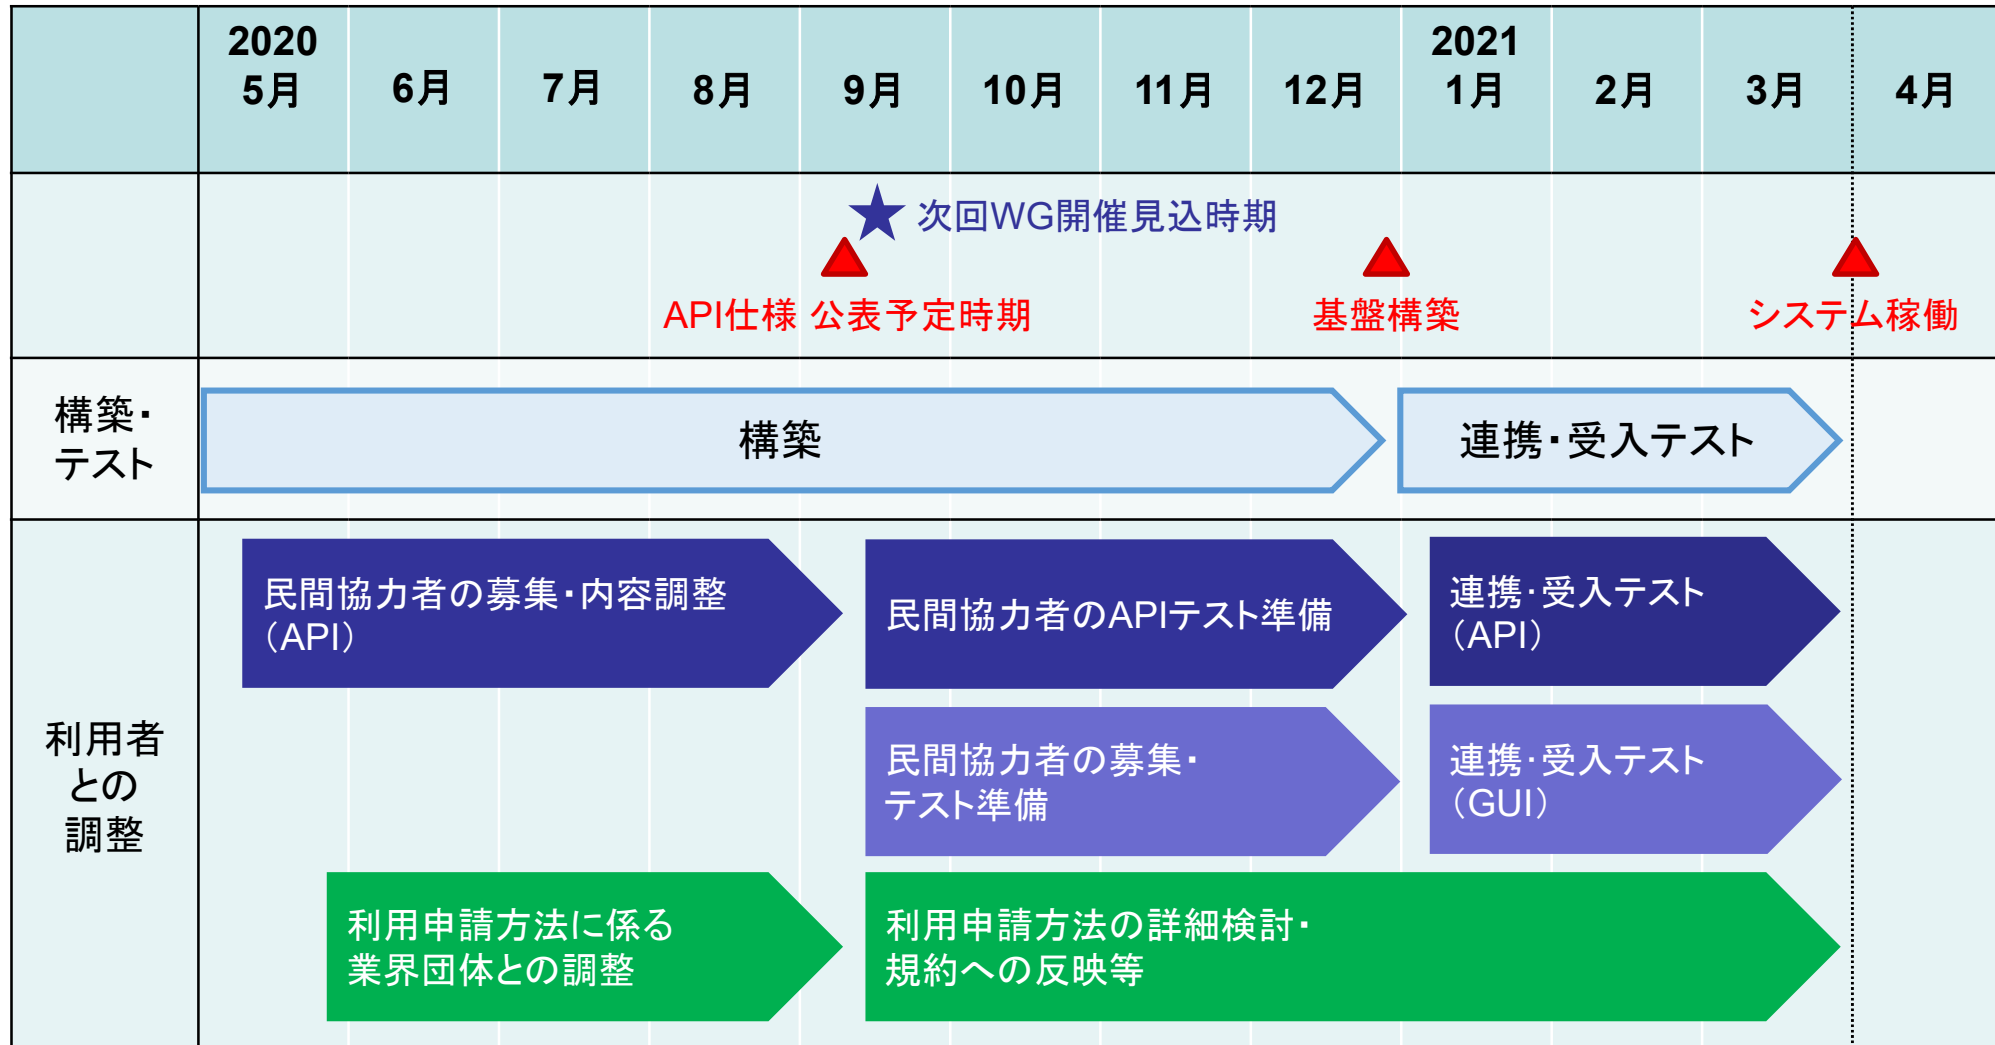 2020
5月
6月
7月
8月
9月
10月
11月
12月
2021
1月
2月
3月
4月
次回WG開催見込時期
API仕様 公表予定時期
基盤構築
システム稼働
構築・
テスト
構築
連携・受入テスト
利用者
との
調整
民間協力者の募集・内容調整
（API）
民間協力者のAPIテスト準備
連携・受入テスト
（API）
民間協力者の募集・
テスト準備
連携・受入テスト
（GUI）
利用申請方法に係る
業界団体との調整
利用申請方法の詳細検討・
規約への反映等